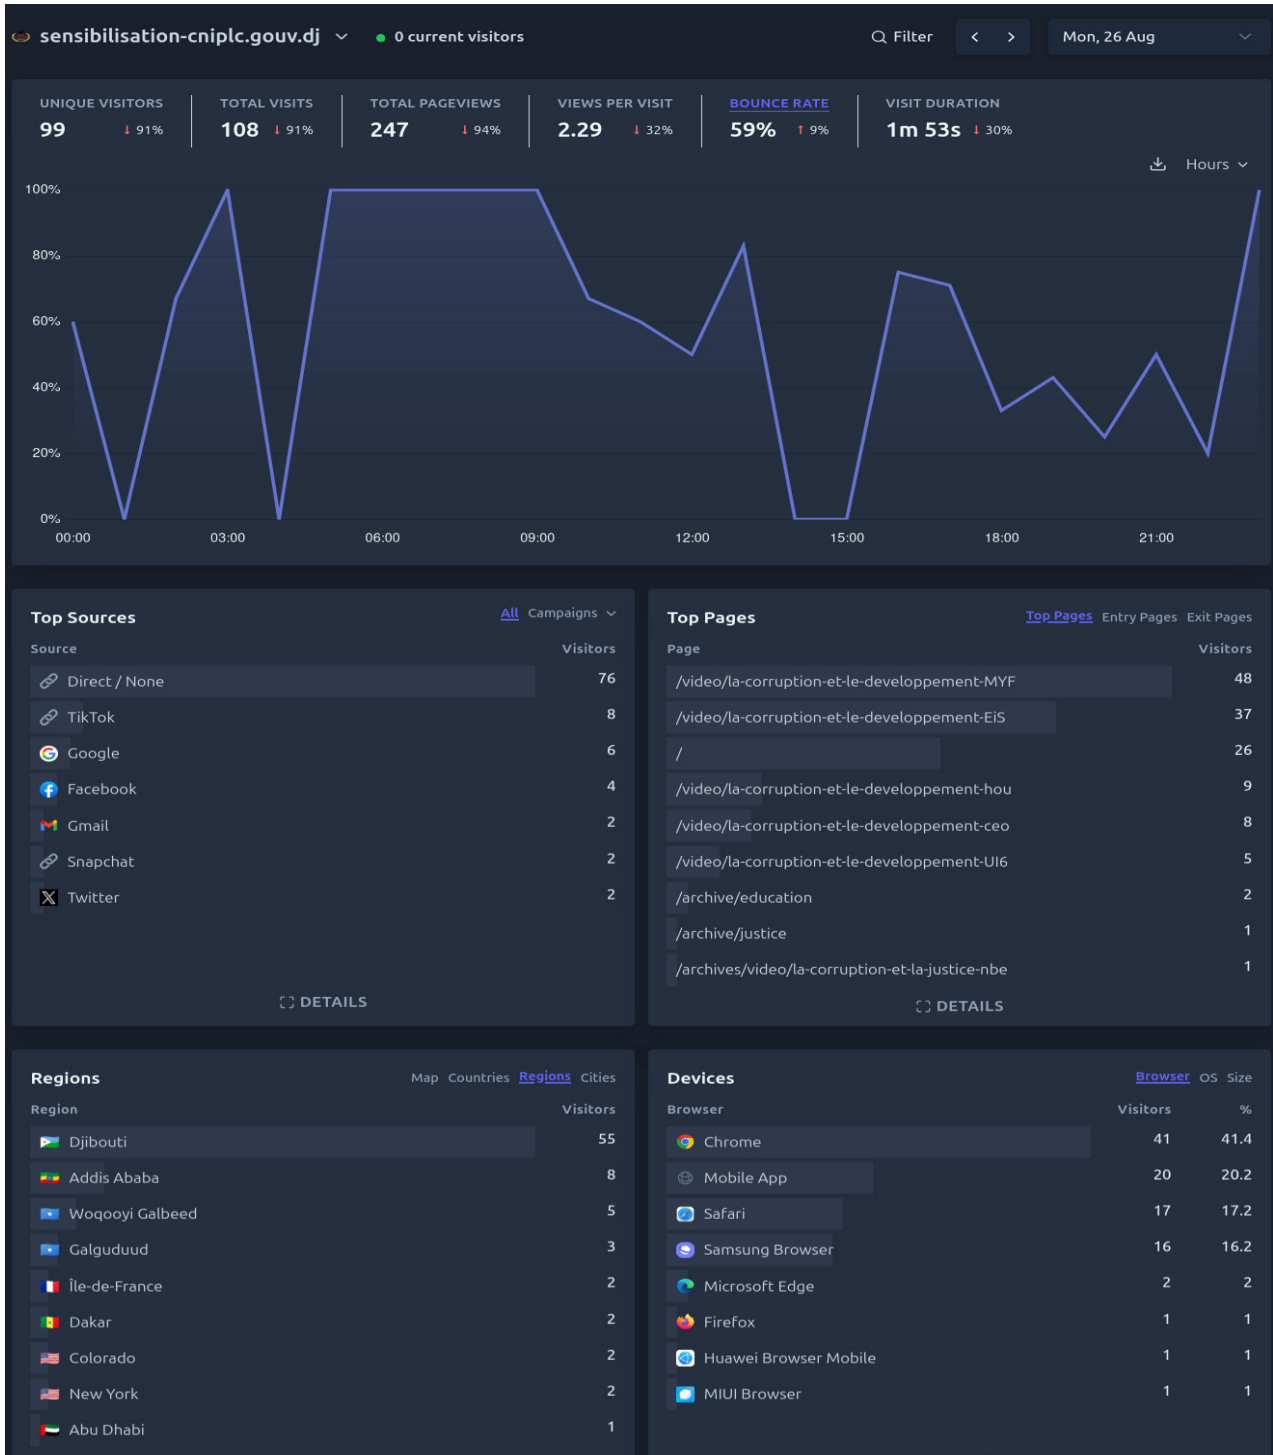 sensibilisation-cniplc.gouv.dj 0 current visitors Filter < > Mon, 26 Aug
UNIQUE VISITORS TOTAL VISITS TOTAL PAGEVIEWS VIEWS PER VISIT BOUNCE RATE VISIT DURATION
99 ↓ 91% 108 ↓ 91% 247 ↓ 94% 2.29 ↓ 32% 59% ↑ 9% 1m 53s ↓ 30%
Hours
100%
80%
60%
40%
20%
0%
00:00 03:00 06:00 09:00 12:00 15:00 18:00 21:00
Top Sources All Campaigns
Source Visitors
Direct / None 76
TikTok 8
Google 6
Facebook 4
Gmail 2
Snapchat 2
Twitter 2
DETAILS
Top Pages Top Pages Entry Pages Exit Pages
Page Visitors
/video/la-corruption-et-le-developpement-MYF 48
/video/la-corruption-et-le-developpement-EiS 37
/ 26
/video/la-corruption-et-le-developpement-hou 9
/video/la-corruption-et-le-developpement-ceo 8
/video/la-corruption-et-le-developpement-UI6 5
/archive/education 2
/archive/justice 1
/archives/video/la-corruption-et-la-justice-nbe 1
DETAILS
Regions Map Countries Regions Cities
Region Visitors
Djibouti 55
Addis Ababa 8
Woqooyi Galbeed 5
Galguduud 3
Île-de-France 2
Dakar 2
Colorado 2
New York 2
Abu Dhabi 1
Devices Browser OS Size
Browser Visitors %
Chrome 41 41.4
Mobile App 20 20.2
Safari 17 17.2
Samsung Browser 16 16.2
Microsoft Edge 2 2
Firefox 1 1
Huawei Browser Mobile 1 1
MIUI Browser 1 1